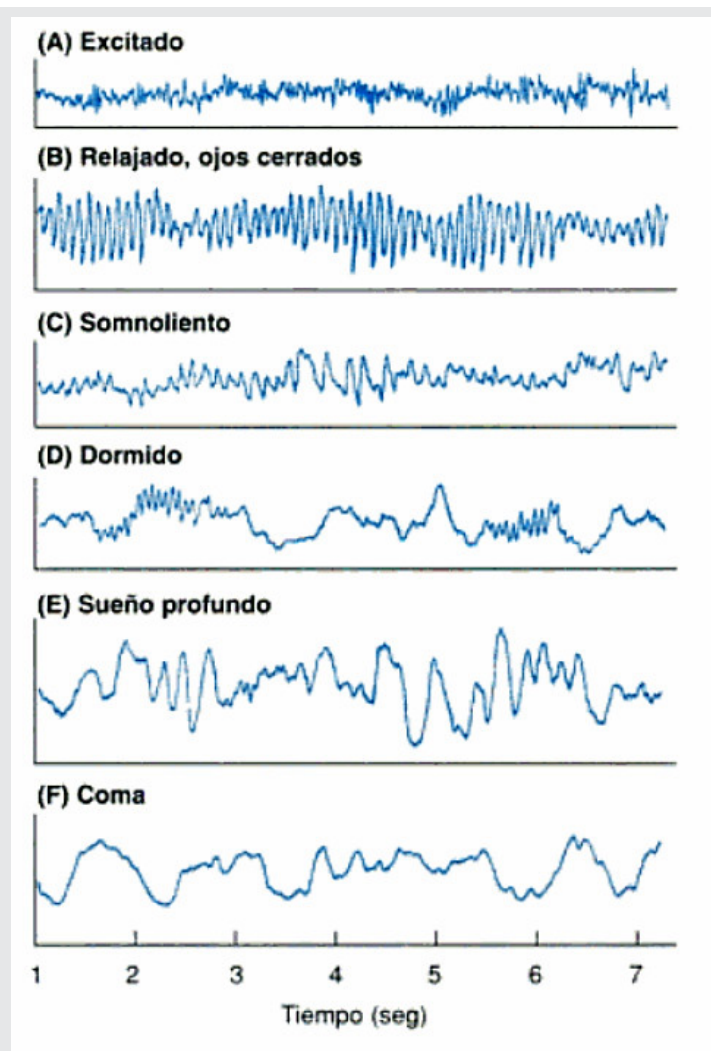 (A) Excitado
(B) Relajado, ojos cerrados
(C) Somnoliento
(D) Dormido
(E) Sueño profundo
(F) Coma
1 2 3 4 5 6 7
Tiempo (seg)